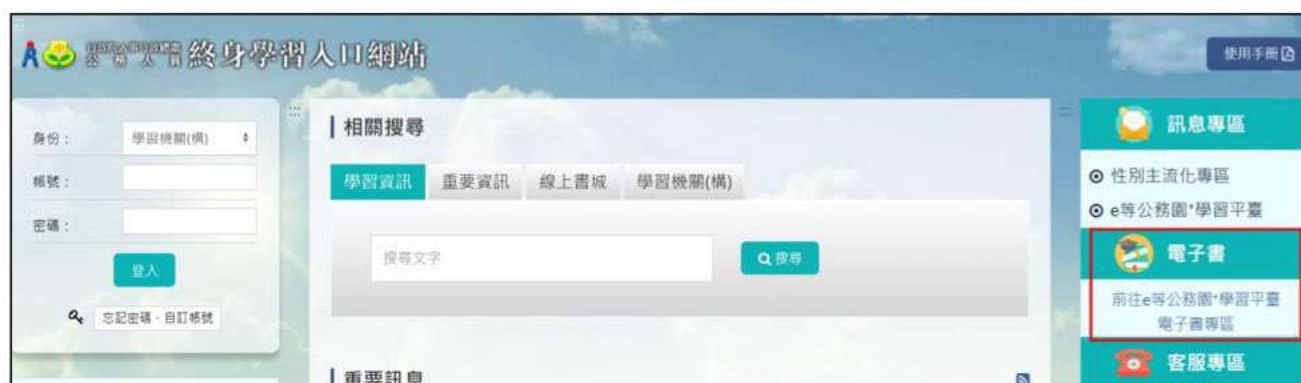 終身學習入口網站
使用手冊
身份：
學習機關(構)
帳號：
密碼：
登入
忘記密碼、自訂帳號
相關搜尋
學習資訊 重要資訊 線上書城 學習機關(構)
搜尋文字
搜尋
重要訊息
訊息專區
性別主流化專區
e等公務園⁺學習平臺
電子書
前往e等公務園⁺學習平臺
電子書專區
客服專區